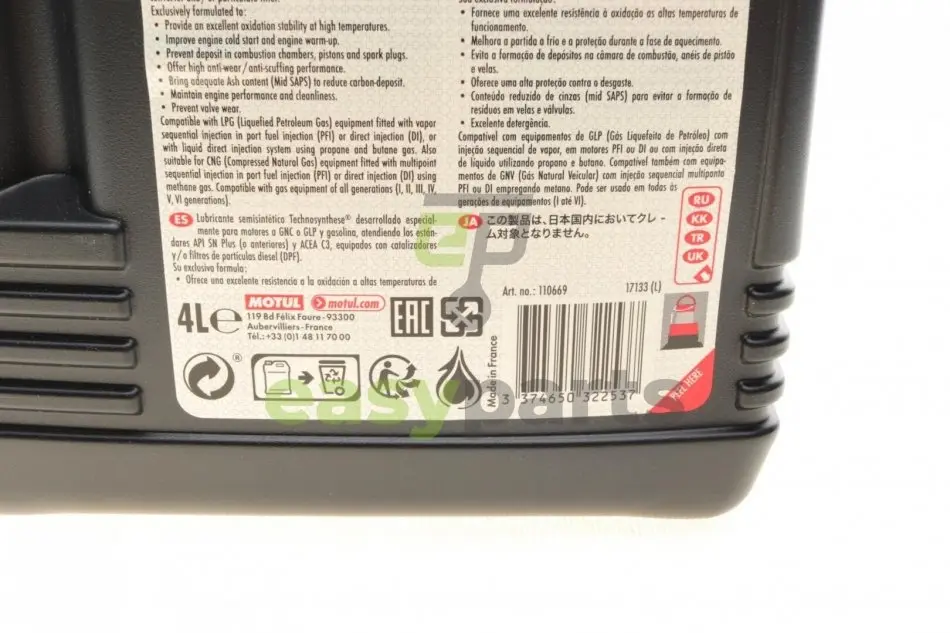 Exclusively formulated to:
• Provide an excellent oxidation stability at high temperatures.
• Improve engine cold start and engine warm-up.
• Prevent deposit in combustion chambers, pistons and spark plugs.
• Offer high anti-wear/anti-scuffing performance.
• Bring adequate Ash content (Mid SAPS) to reduce carbon-deposit.
• Maintain engine performance and cleanliness.
• Prevent valve wear.
Compatible with LPG (Liquefied Petroleum Gas) equipment fitted with vapor
sequential injection in port fuel injection (PFI) or direct injection (DI), or
with liquid direct injection system using propane and butane gas. Also
suitable for CNG (Compressed Natural Gas) equipment fitted with multipoint
sequential injection in port fuel injection (PFI) or direct injection (DI) using
methane gas. Compatible with gas equipment of all generations (I, II, III, IV,
V, VI generations).
ES Lubricante semisintético Technosynthese® desarrollado especial-
mente para motores a GNC o GLP y gasolina, atendiendo los están-
dares API SN Plus (o anteriores) y ACEA C3, equipados con catalizadores
y/o filtros de partículas diesel (DPF).
Su exclusiva formula:
• Ofrece una excelente resistencia a la oxidación a altas temperaturas de
• Fornece uma excelente resistência à oxidação as altas temperaturas de
funcionamento.
• Melhora a partida a frio e a proteção durante a fase de aquecimento.
• Evita a formação de depósitos na câmara de combustão, anéis de pistão
e velas.
• Oferece uma alta proteção contra o desgaste.
• Conteúdo reduzido de cinzas (mid SAPS) para evitar a formação de
resíduos em velas e válvulas.
• Excelente detergência.
Compatível com equipamentos de GLP (Gás Liquefeito de Petróleo) com
injeção sequencial de vapor, em motores PFI ou DI ou com injeção direta
de líquido utilizando propano e butano. Compatível também com equipa-
mentos de GNV (Gás Natural Veicular) com injeção sequencial multiponto
PFI ou DI empregando metano. Pode ser usado em todas às
gerações de equipamentos (I até VI).
JA この製品は、日本国内においてクレ-
ム対象となりません。
RU
KK
TR
UK
Art. no.: 110669
17133 (L)
4L e
MOTUL motul.com
119 Bd Félix Faure - 93300
Aubervilliers - France
Tél.: +33 (0)1 48 11 70 00
EAC
®
Made in France
3 374650 322537
PEEL HERE
ep
easyparts